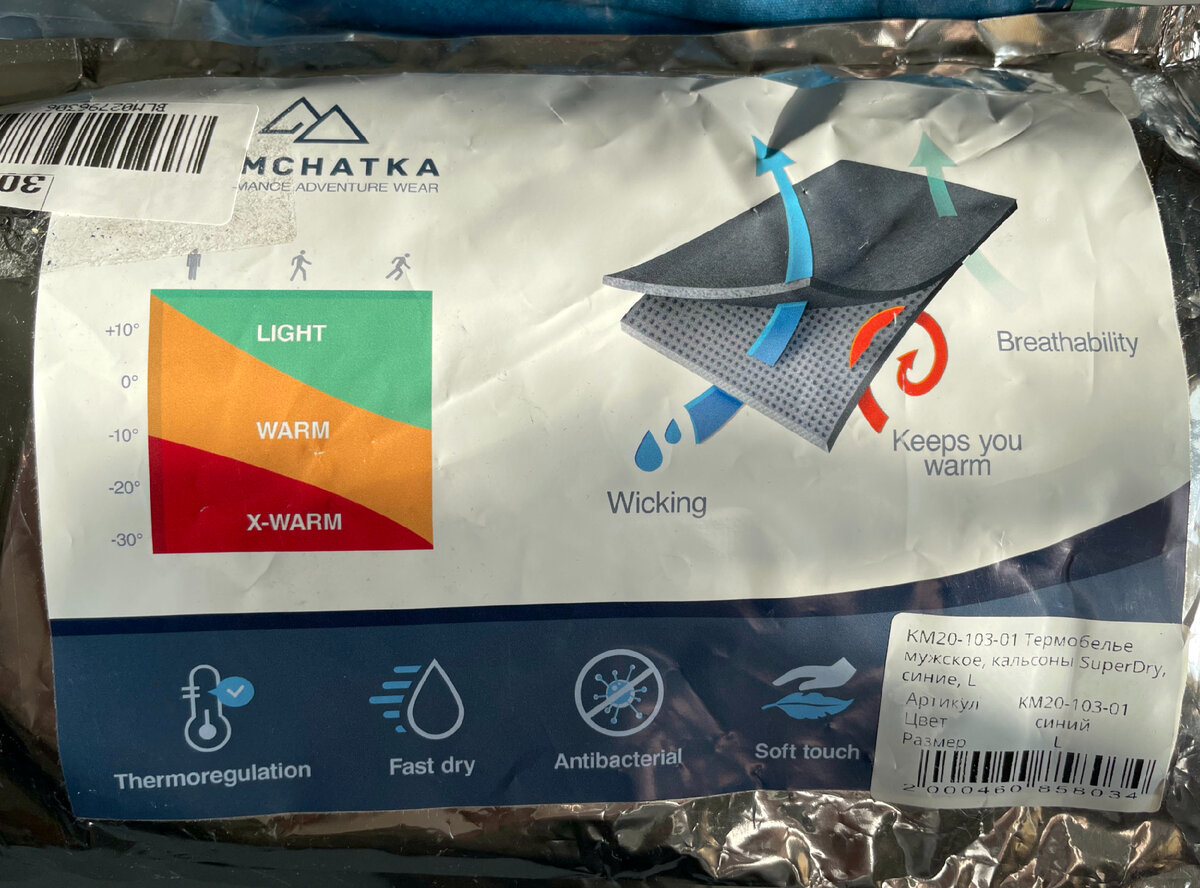 BLM02796306
30
MCHATKA
MANCE ADVENTURE WEAR
+10°
0°
-10°
-20°
-30°
LIGHT
WARM
X-WARM
Breathability
Keeps you
warm
Wicking
Thermoregulation
Fast dry
Antibacterial
Soft touch
KM20-103-01 Термобелье
мужское, кальсоны SuperDry,
синие, L
Артикул KM20-103-01
Цвет синий
Размер L
2 000460 858034